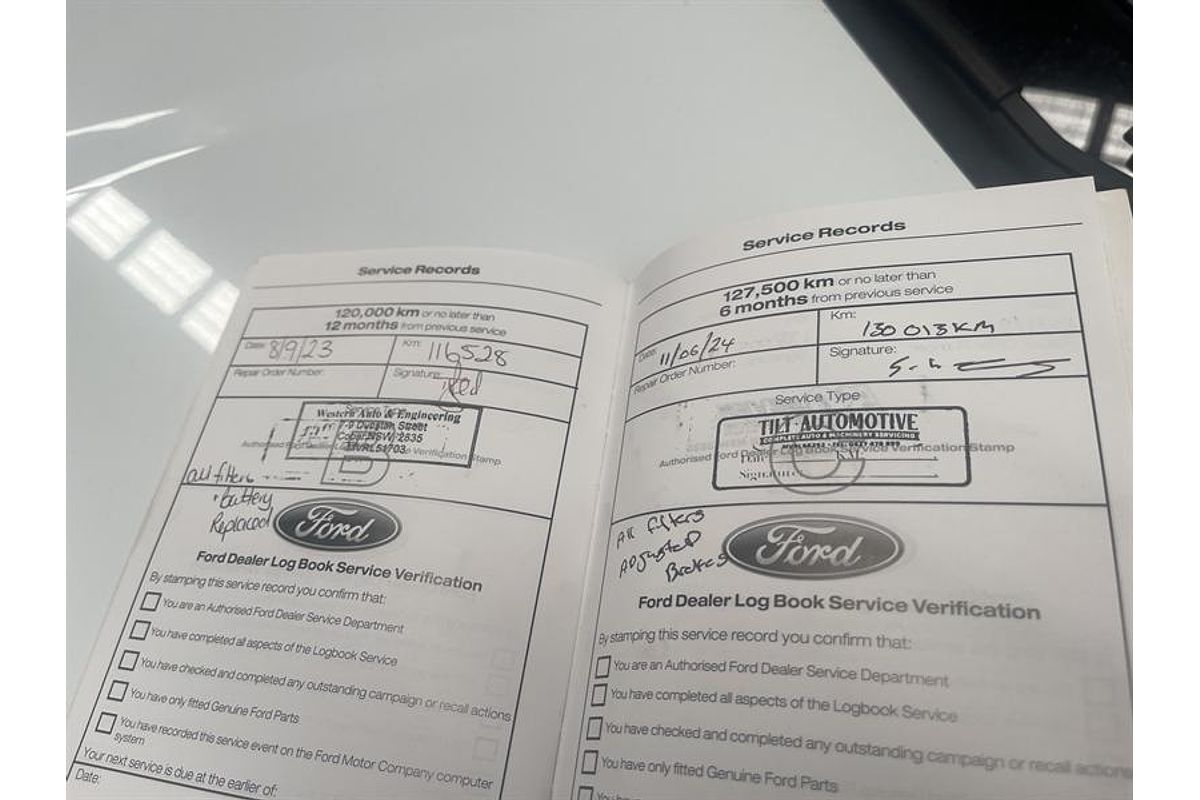 Service Records
120,000 km or no later than
12 months from previous service
Date: 8/9/23
Km: 116528
Repair Order Number:
Signature:
Western Auto & Engineering
Street
Cobar NSW 2835
Verification Stamp
all filters
battery
Replaced
Ford
Ford Dealer Log Book Service Verification
By stamping this service record you confirm that:
You are an Authorised Ford Dealer Service Department
You have completed all aspects of the Logbook Service
You have checked and completed any outstanding campaign or recall actions
You have only fitted Genuine Ford Parts
You have recorded this service event on the Ford Motor Company computer
system
Your next service is due at the earlier of:
Date:
Service Records
127,500 km or no later than
6 months from previous service
Date: 11/06/24
Km: 130 013KM
Repair Order Number:
Signature:
Service Type
TILT AUTOMOTIVE
COMPLETE AUTO & MACHINERY SERVICING
Authorised Ford Dealer Log Book Service Verification Stamp
All filters
ADJusted
Brakes
Ford
Ford Dealer Log Book Service Verification
By stamping this service record you confirm that:
You are an Authorised Ford Dealer Service Department
You have completed all aspects of the Logbook Service
You have checked and completed any outstanding campaign or recall actions
You have only fitted Genuine Ford Parts